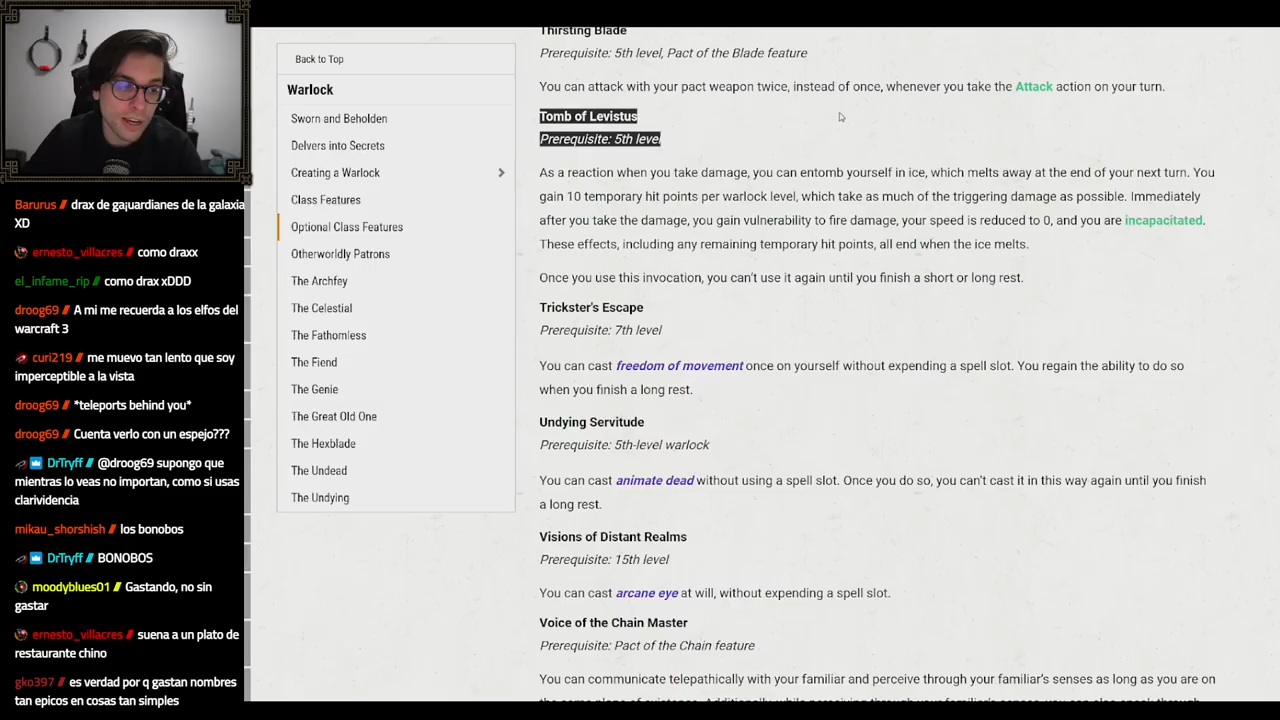 Barurus // drax de ga¡uardianes de la galaxia
XD
ernesto_villacres // como draxx
el_infame_rip // como drax xDDD
droog69 // A mi me recuerda a los elfos del
warcraft 3
curi219 // me muevo tan lento que soy
imperceptible a la vista
droog69 // *teleports behind you*
droog69 // Cuenta verlo con un espejo???
DrTryff // @droog69 supongo que
mientras lo veas no importan, como si usas
clarividencia
mikau_shorshish // los bonobos
DrTryff // BONOBOS
moodyblues01 // Gastando, no sin
gastar
ernesto_villacres // suena a un plato de
restaurante chino
gko397 // es verdad por q gastan nombres
tan epicos en cosas tan simples
Back to Top
Warlock
Sworn and Beholden
Delvers into Secrets
Creating a Warlock
Class Features
Optional Class Features
Otherworldly Patrons
The Archfey
The Celestial
The Fathomless
The Fiend
The Genie
The Great Old One
The Hexblade
The Undead
The Undying
Thirsting Blade
Prerequisite: 5th level, Pact of the Blade feature
You can attack with your pact weapon twice, instead of once, whenever you take the Attack action on your turn.
Tomb of Levistus
Prerequisite: 5th level
As a reaction when you take damage, you can entomb yourself in ice, which melts away at the end of your next turn. You
gain 10 temporary hit points per warlock level, which take as much of the triggering damage as possible. Immediately
after you take the damage, you gain vulnerability to fire damage, your speed is reduced to 0, and you are incapacitated.
These effects, including any remaining temporary hit points, all end when the ice melts.
Once you use this invocation, you can't use it again until you finish a short or long rest.
Trickster's Escape
Prerequisite: 7th level
You can cast freedom of movement once on yourself without expending a spell slot. You regain the ability to do so
when you finish a long rest.
Undying Servitude
Prerequisite: 5th-level warlock
You can cast animate dead without using a spell slot. Once you do so, you can't cast it in this way again until you finish
a long rest.
Visions of Distant Realms
Prerequisite: 15th level
You can cast arcane eye at will, without expending a spell slot.
Voice of the Chain Master
Prerequisite: Pact of the Chain feature
You can communicate telepathically with your familiar and perceive through your familiar's senses as long as you are on